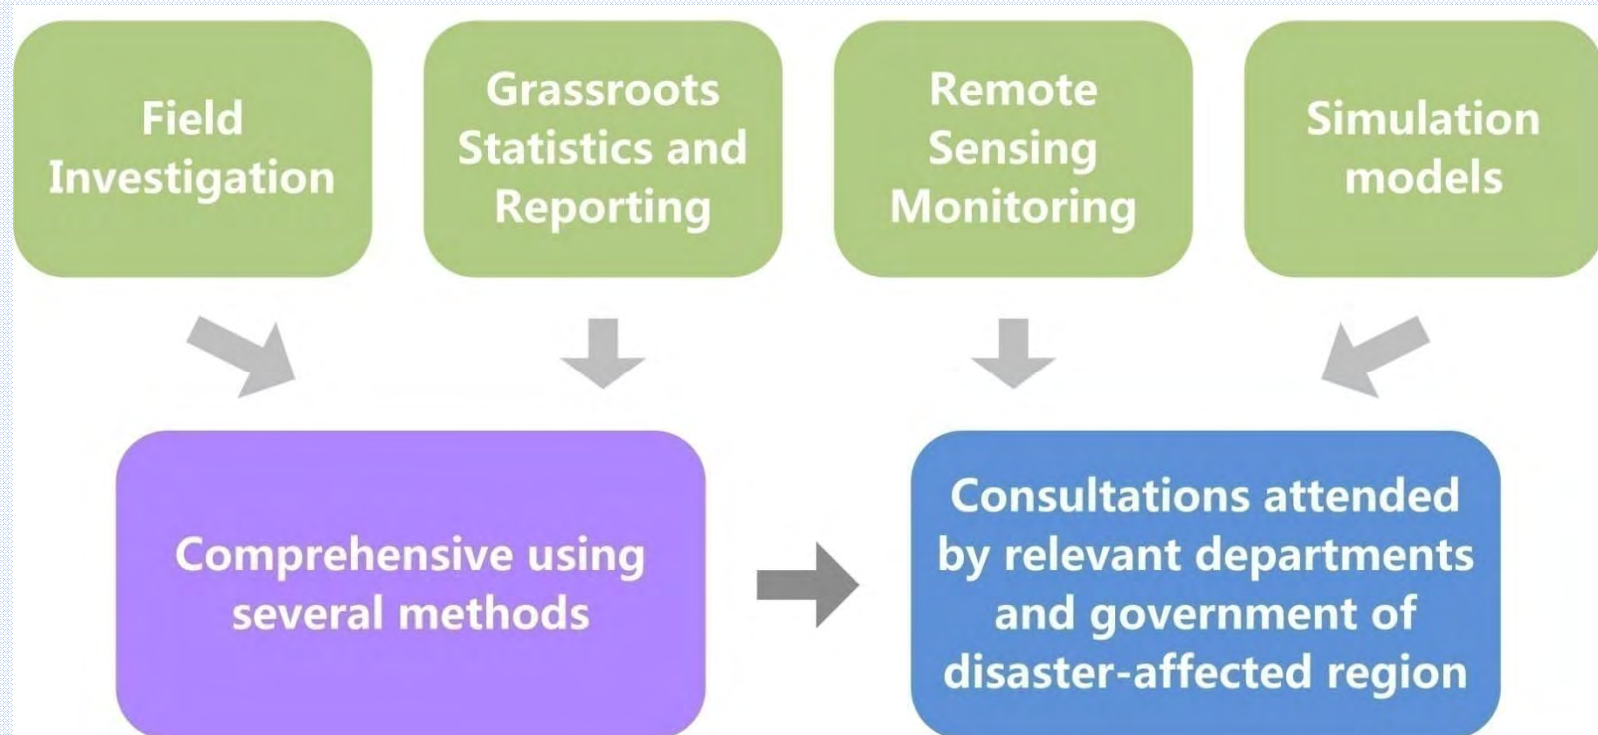 Field
Investigation
Grassroots
Statistics and
Reporting
Remote
Sensing
Monitoring
Simulation
models
Comprehensive using
several methods
Consultations attended
by relevant departments
and government of
disaster-affected region